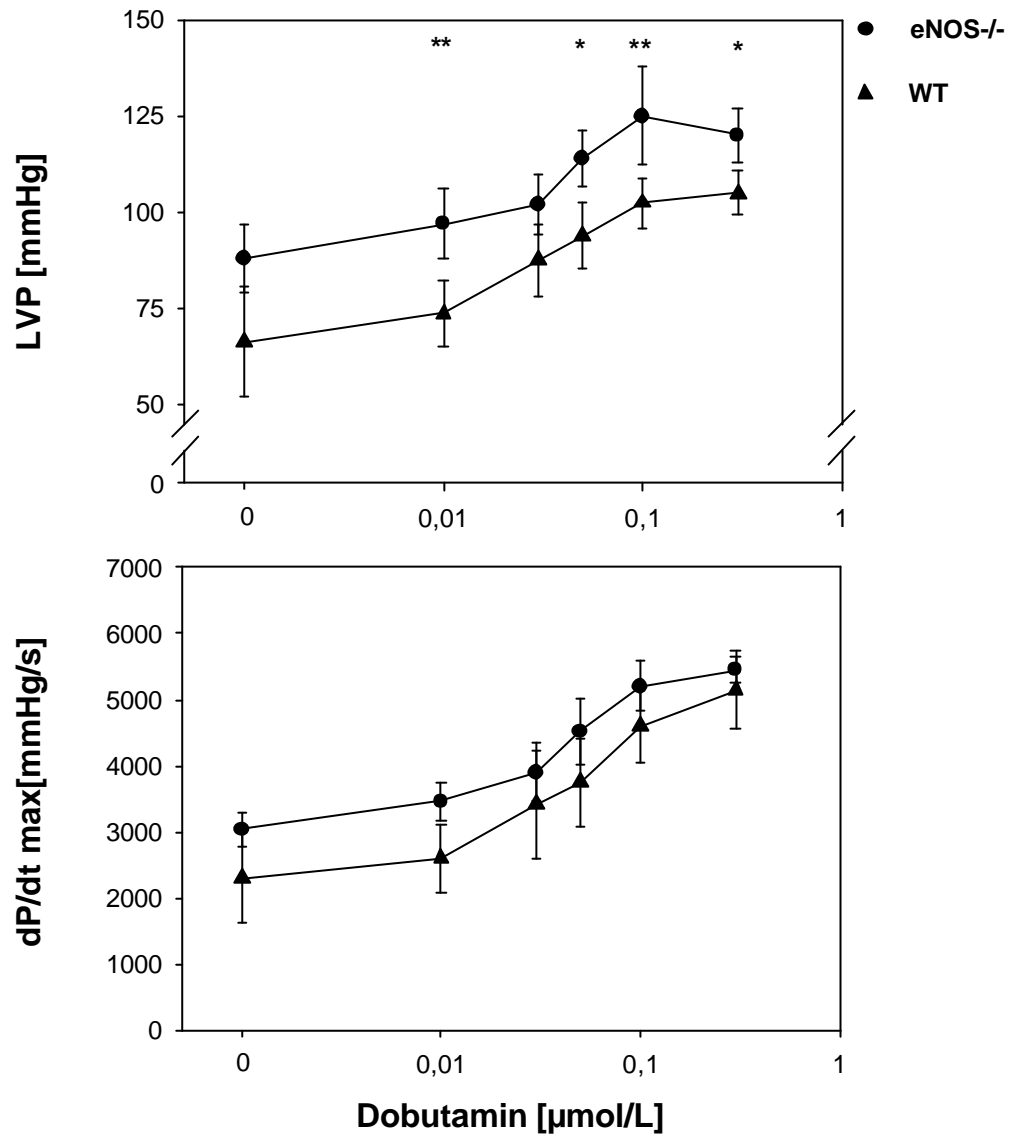 150
** * ** *
eNOS-/-
WT
125
100
75
50
0
LVP [mmHg]
0 0,01 0,1 1
7000
6000
5000
4000
3000
2000
1000
0
dP/dt max[mmHg/s]
0 0,01 0,1 1
Dobutamin [µmol/L]